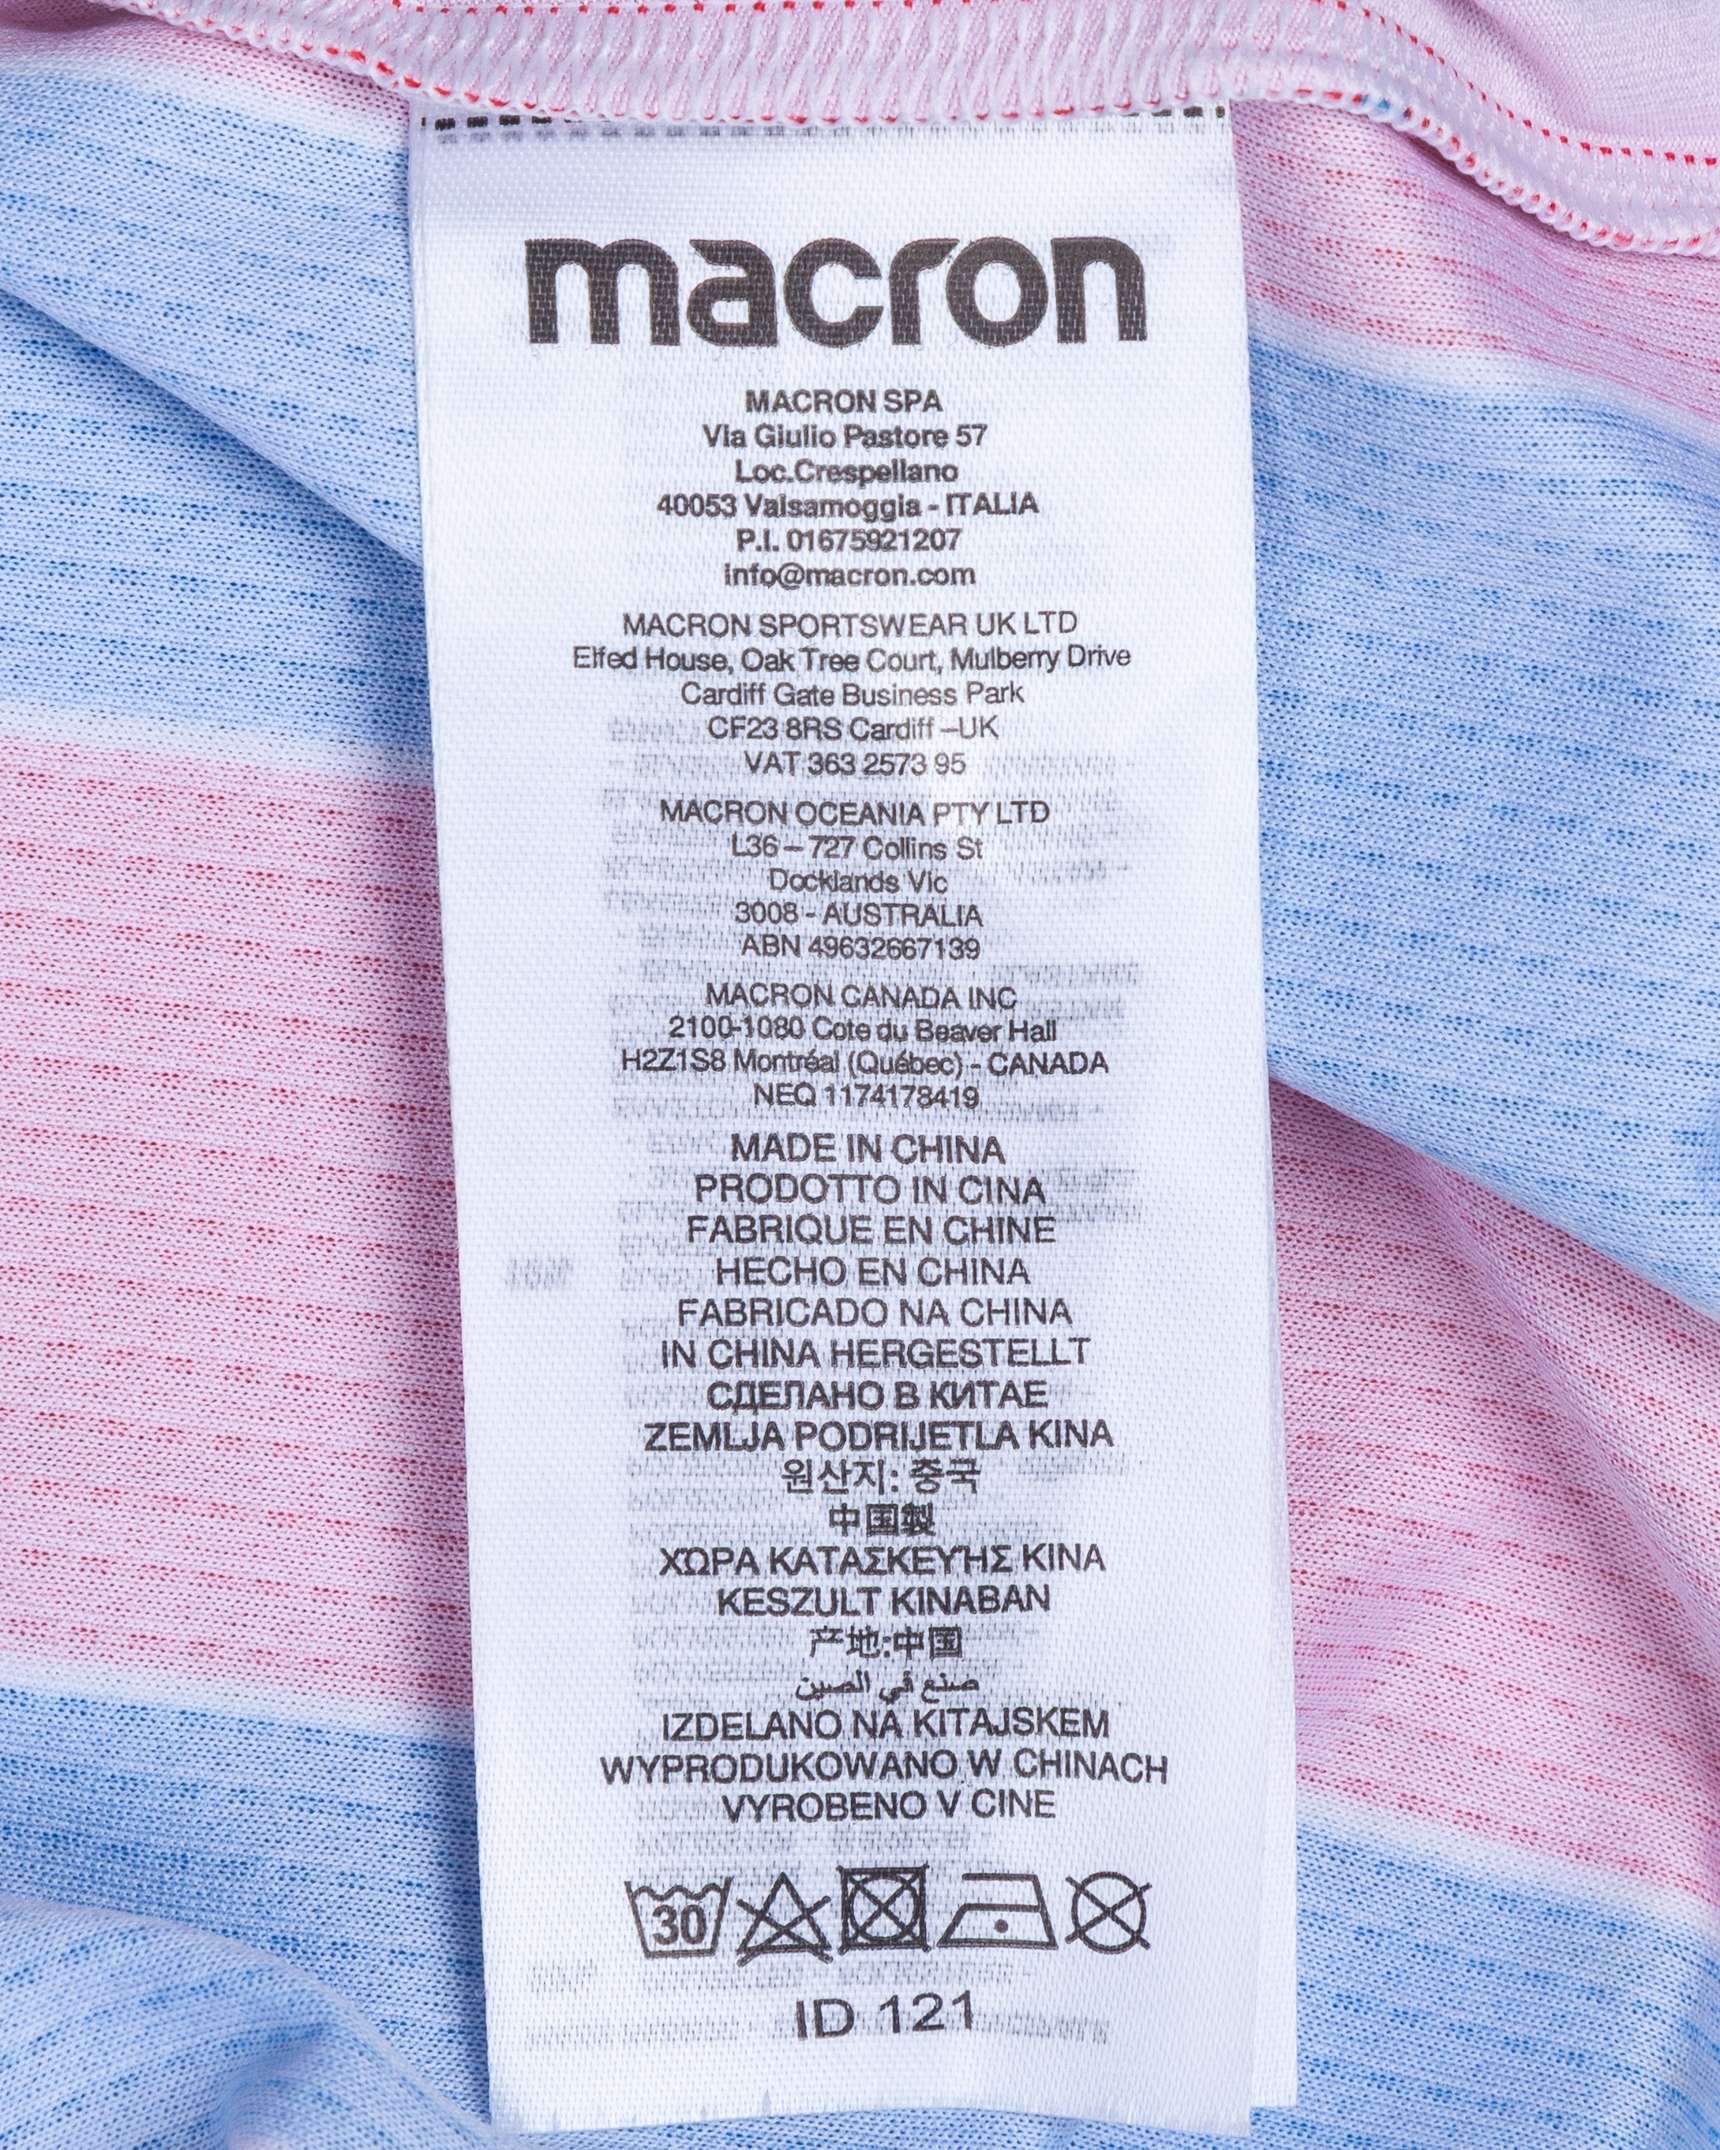 macron
MACRON SPA
Via Giulio Pastore 57
Loc.Crespellano
40053 Valsamoggia - ITALIA
P.I. 01675921207
info@macron.com
MACRON SPORTSWEAR UK LTD
Elfed House, Oak Tree Court, Mulberry Drive
Cardiff Gate Business Park
CF23 8RS Cardiff –UK
VAT 363 2573 95
MACRON OCEANIA PTY LTD
L36 – 727 Collins St
Docklands Vic
3008 - AUSTRALIA
ABN 49632667139
MACRON CANADA INC
2100-1080 Cote du Beaver Hall
H2Z1S8 Montréal (Québec) - CANADA
NEQ 1174178419
MADE IN CHINA
PRODOTTO IN CINA
FABRIQUE EN CHINE
HECHO EN CHINA
FABRICADO NA CHINA
IN CHINA HERGESTELLT
СДЕЛАНО В КИТАЕ
ZEMLJA PODRIJETLA KINA
원산지: 중국
中国製
ΧΏΡΑ ΚΑΤΑΣΚΕΥΉΣ ΚΙΝΑ
KESZULT KINABAN
产地:中国
صنع في الصين
IZDELANO NA KITAJSKEM
WYPRODUKOWANO W CHINACH
VYROBENO V CINE
30
ID 121